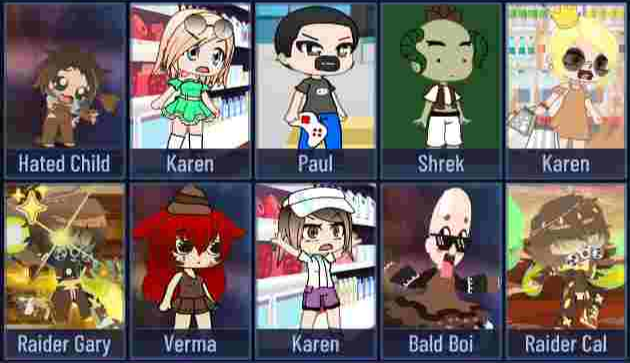 Hated Child
Karen
Paul
Shrek
Karen
Raider Gary
Verma
Karen
Bald Boi
Raider Cal